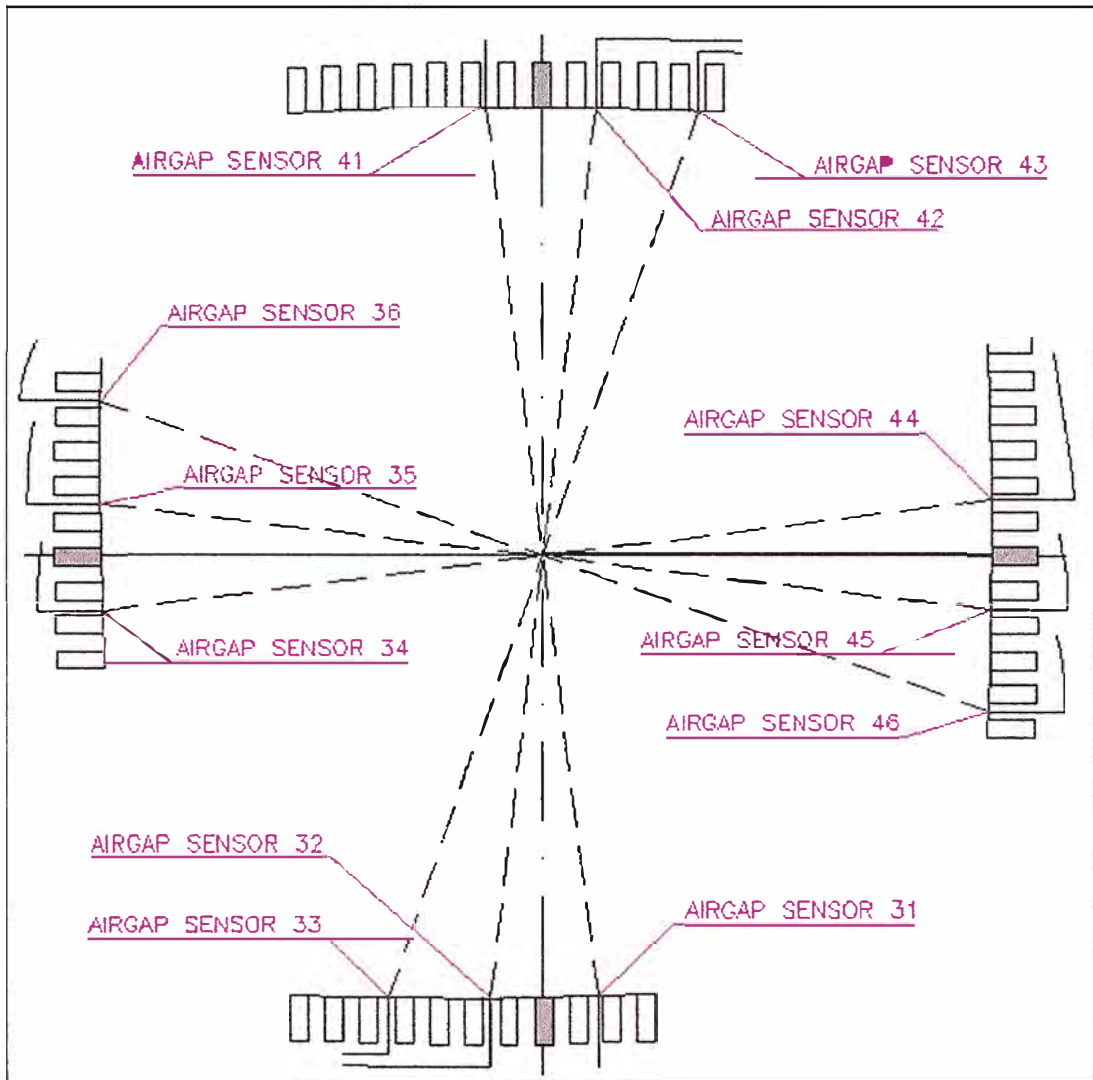 AIRGAP SENSOR 41
AIRGAP SENSOR 43
AIRGAP SENSOR 42
AIRGAP SENSOR 36
AIRGAP SENSOR 44
AIRGAP SENSOR 35
AIRGAP SENSOR 34
AIRGAP SENSOR 45
AIRGAP SENSOR 46
AIRGAP SENSOR 32
AIRGAP SENSOR 31
AIRGAP SENSOR 33